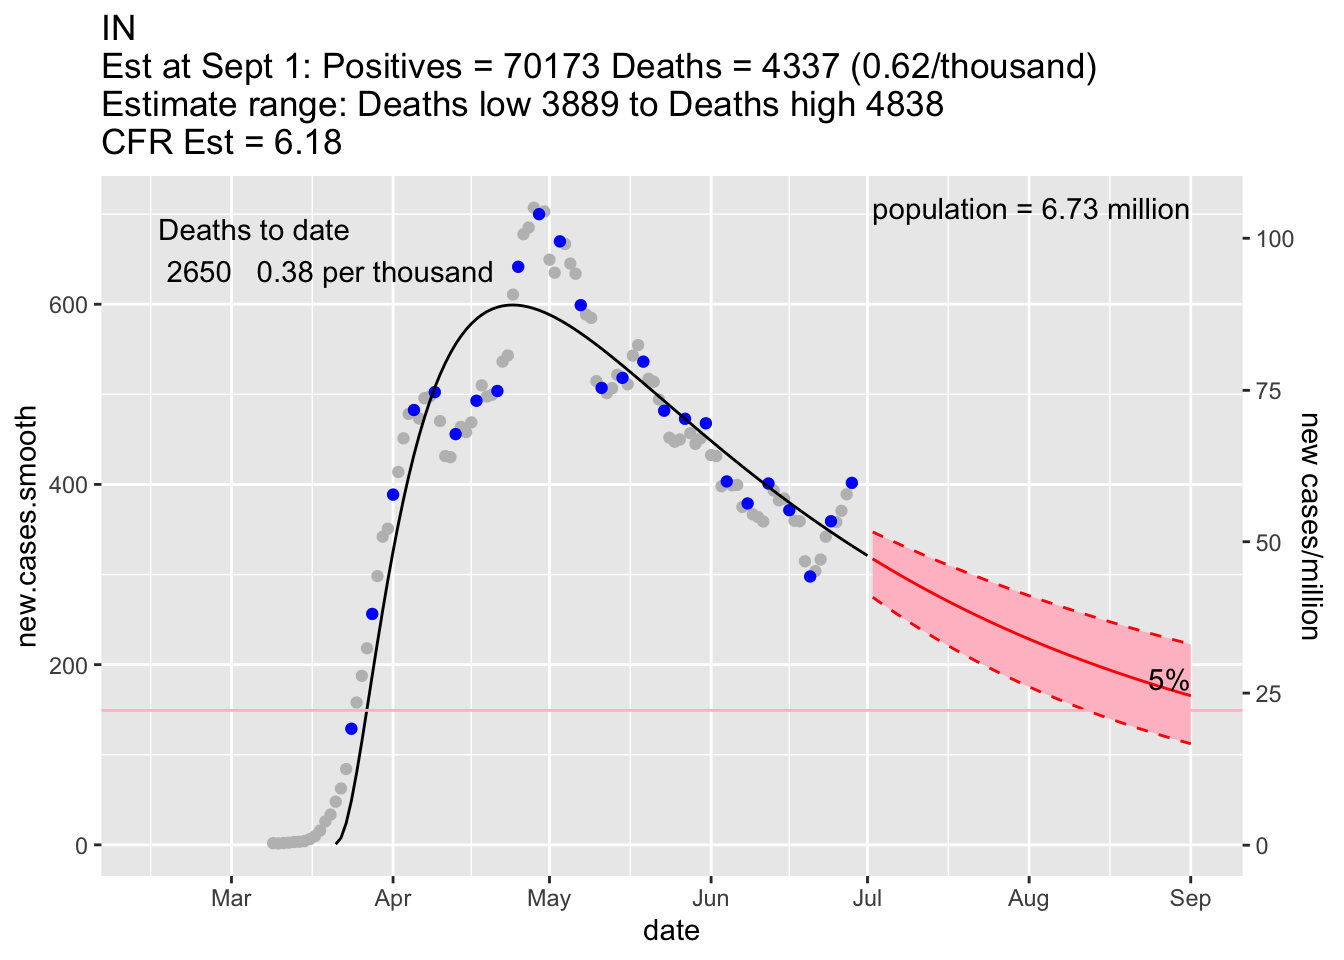 IN
Est at Sept 1: Positives = 70173 Deaths = 4337 (0.62/thousand)
Estimate range: Deaths low 3889 to Deaths high 4838
CFR Est = 6.18
Deaths to date
2650   0.38 per thousand
population = 6.73 million
5%
600
400
200
0
new.cases.smooth
100
75
50
25
0
new cases/million
Mar Apr May Jun Jul Aug Sep
date